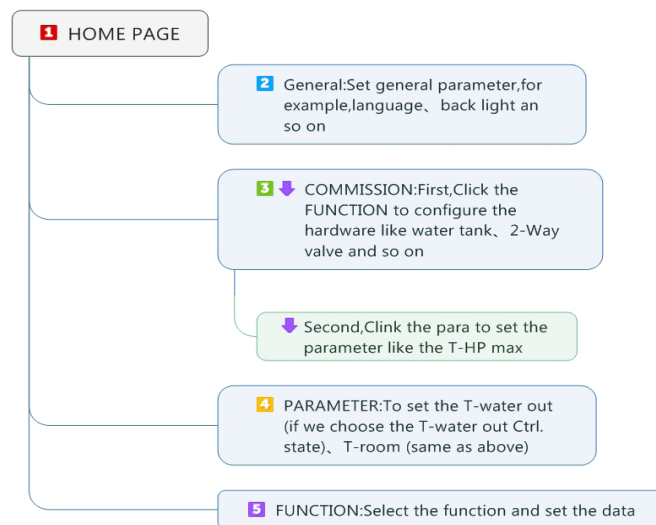 1 HOME PAGE
2 General:Set general parameter,for
example,language、back light an
so on
3 COMMISSION:First,Click the
FUNCTION to configure the
hardware like water tank、2-Way
valve and so on
Second,Clink the para to set the
parameter like the T-HP max
4 PARAMETER:To set the T-water out
(if we choose the T-water out Ctrl.
state)、T-room (same as above)
5 FUNCTION:Select the function and set the data